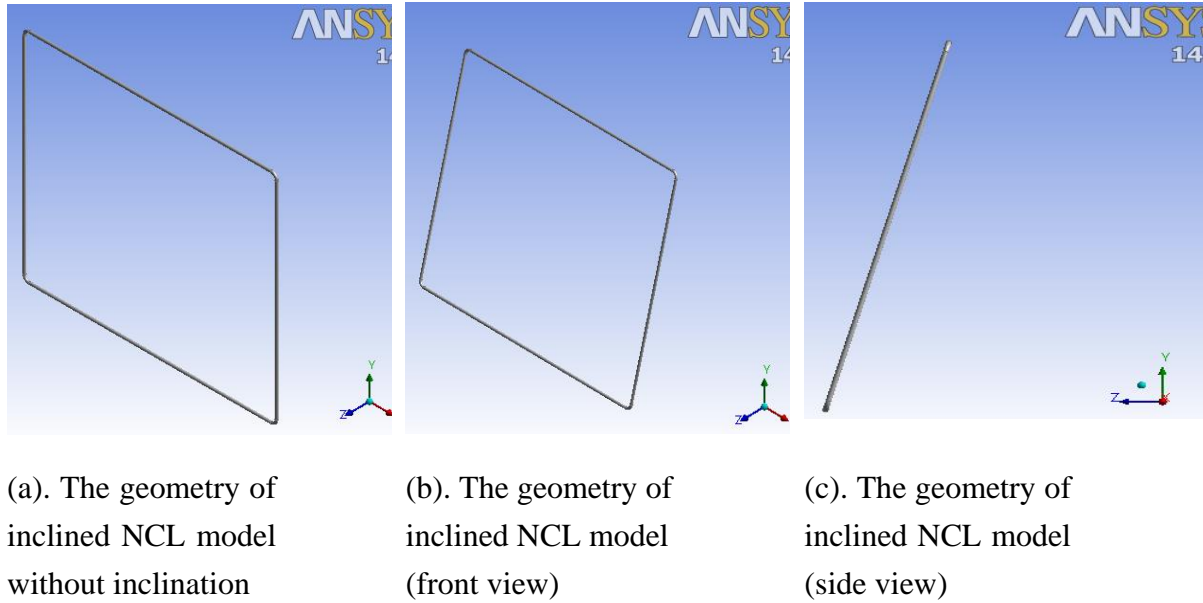 ANSY
14
ANSY
14
ANSYS
14
Y
Z
Y
Z
Y
Z
X
(a). The geometry of
inclined NCL model
without inclination
(b). The geometry of
inclined NCL model
(front view)
(c). The geometry of
inclined NCL model
(side view)